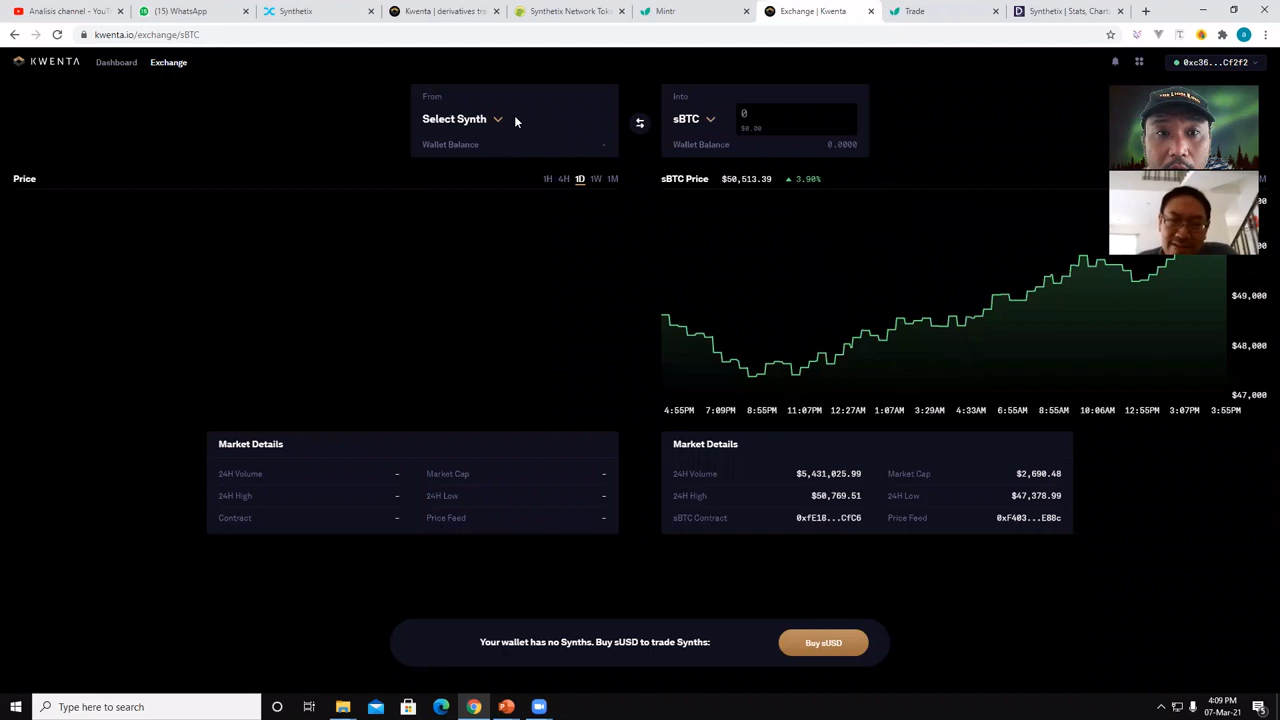 Analisis channel - YouT
(15) WhatsApp
Synthetix
Kwenta | derivatives tra
Synthetix Network Toke
Mintr
Exchange | Kwenta
Trade
Synthetix | Stats, Charts
kwenta.io/exchange/sBTC
a
KWENTA
Dashboard
Exchange
0xc36...Cf2f2
From
Select Synth
Wallet Balance -
Into
sBTC
0
$0.00
Wallet Balance 0.0000
THE LION KING
Price
1H 4H 1D 1W 1M
sBTC Price $50,513.39 3.90%
$49,000
$48,000
$47,000
4:55PM 7:09PM 8:55PM 11:07PM 12:27AM 1:07AM 3:29AM 4:33AM 6:55AM 8:55AM 10:06AM 12:55PM 3:07PM 3:55PM
Market Details
24H Volume - Market Cap -
24H High - 24H Low -
Contract - Price Feed -
Market Details
24H Volume $5,431,025.99 Market Cap $2,690.48
24H High $50,769.51 24H Low $47,378.99
sBTC Contract 0xfE18...CfC6 Price Feed 0xF403...E88c
Your wallet has no Synths. Buy sUSD to trade Synths:
Buy sUSD
Type here to search
4:09 PM
07-Mar-21